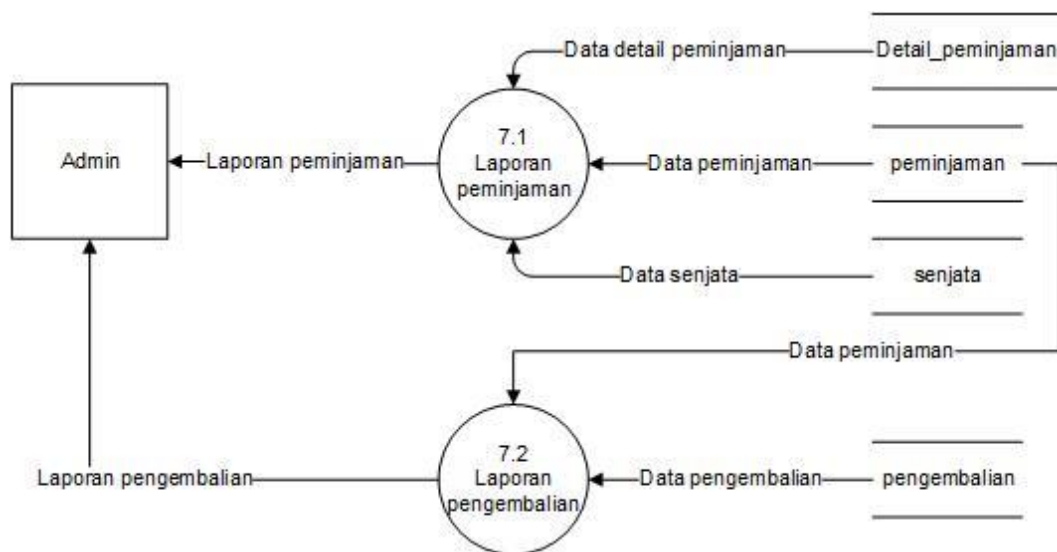 Data detail peminjaman
Detail_peminjaman
Admin
Laporan peminjaman
7.1
Laporan
peminjaman
Data peminjaman
peminjaman
Data senjata
senjata
Data peminjaman
Laporan pengembalian
7.2
Laporan
pengembalian
Data pengembalian
pengembalian